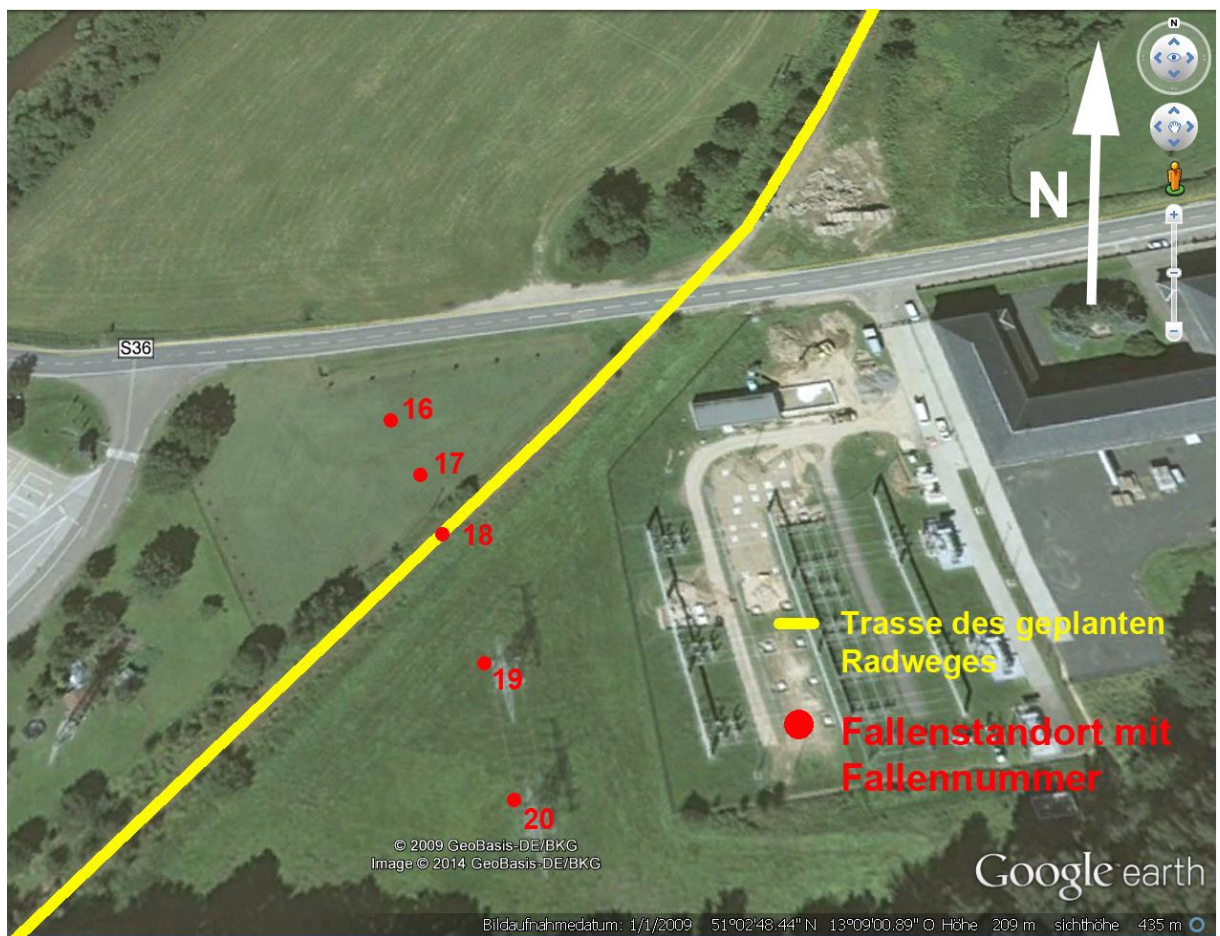 N
N
S36
16
17
18
19
20
Trasse des geplanten
Radweges
Fallenstandort mit
Fallennummer
© 2009 GeoBasis-DE/BKG
Image © 2014 GeoBasis-DE/BKG
Google earth
Bildaufnahmedatum: 1/1/2009 51°02'48.44" N 13°09'00.89" O Höhe 209 m sichthöhe 435 m